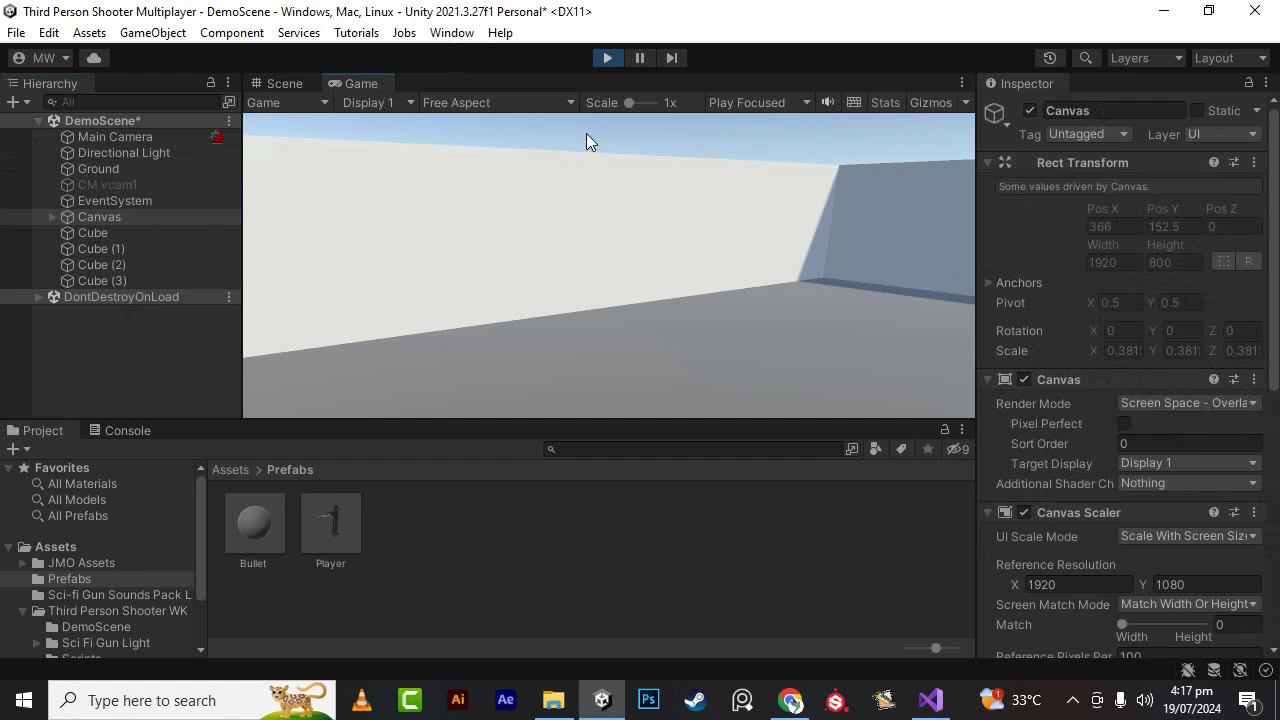 Third Person Shooter Multiplayer - DemoScene - Windows, Mac, Linux - Unity 2021.3.27f1 Personal* <DX11>
File Edit Assets GameObject Component Services Tutorials Jobs Window Help
MW Layers Layout
Hierarchy Scene Game Inspector
All Game Display 1 Free Aspect Scale 1x Play Focused Stats Gizmos Canvas Static
DemoScene*
Main Camera
Directional Light
Ground
CM vcam1
EventSystem
Canvas
Cube
Cube (1)
Cube (2)
Cube (3)
DontDestroyOnLoad
Tag Untagged Layer UI
Rect Transform
Some values driven by Canvas.
Pos X Pos Y Pos Z
366 152.5 0
Width Height
1920 800
R
Anchors
Pivot X 0.5 Y 0.5
Rotation X 0 Y 0 Z 0
Scale X 0.381 Y 0.381 Z 0.381
Canvas
Render Mode Screen Space - Overla
Pixel Perfect
Sort Order 0
Target Display Display 1
Additional Shader Ch Nothing
Canvas Scaler
UI Scale Mode Scale With Screen Siz
Reference Resolution
X 1920 Y 1080
Screen Match Mode Match Width Or Height
Match 0
Width Height
Reference Pixels Per 100
Project Console
9
Favorites
All Materials
All Models
All Prefabs
Assets
JMO Assets
Prefabs
Sci-fi Gun Sounds Pack L
Third Person Shooter WK
DemoScene
Sci Fi Gun Light
Scripts
Assets > Prefabs
Bullet Player
Type here to search
Ai Ae Ps
33°C
4:17 pm
19/07/2024